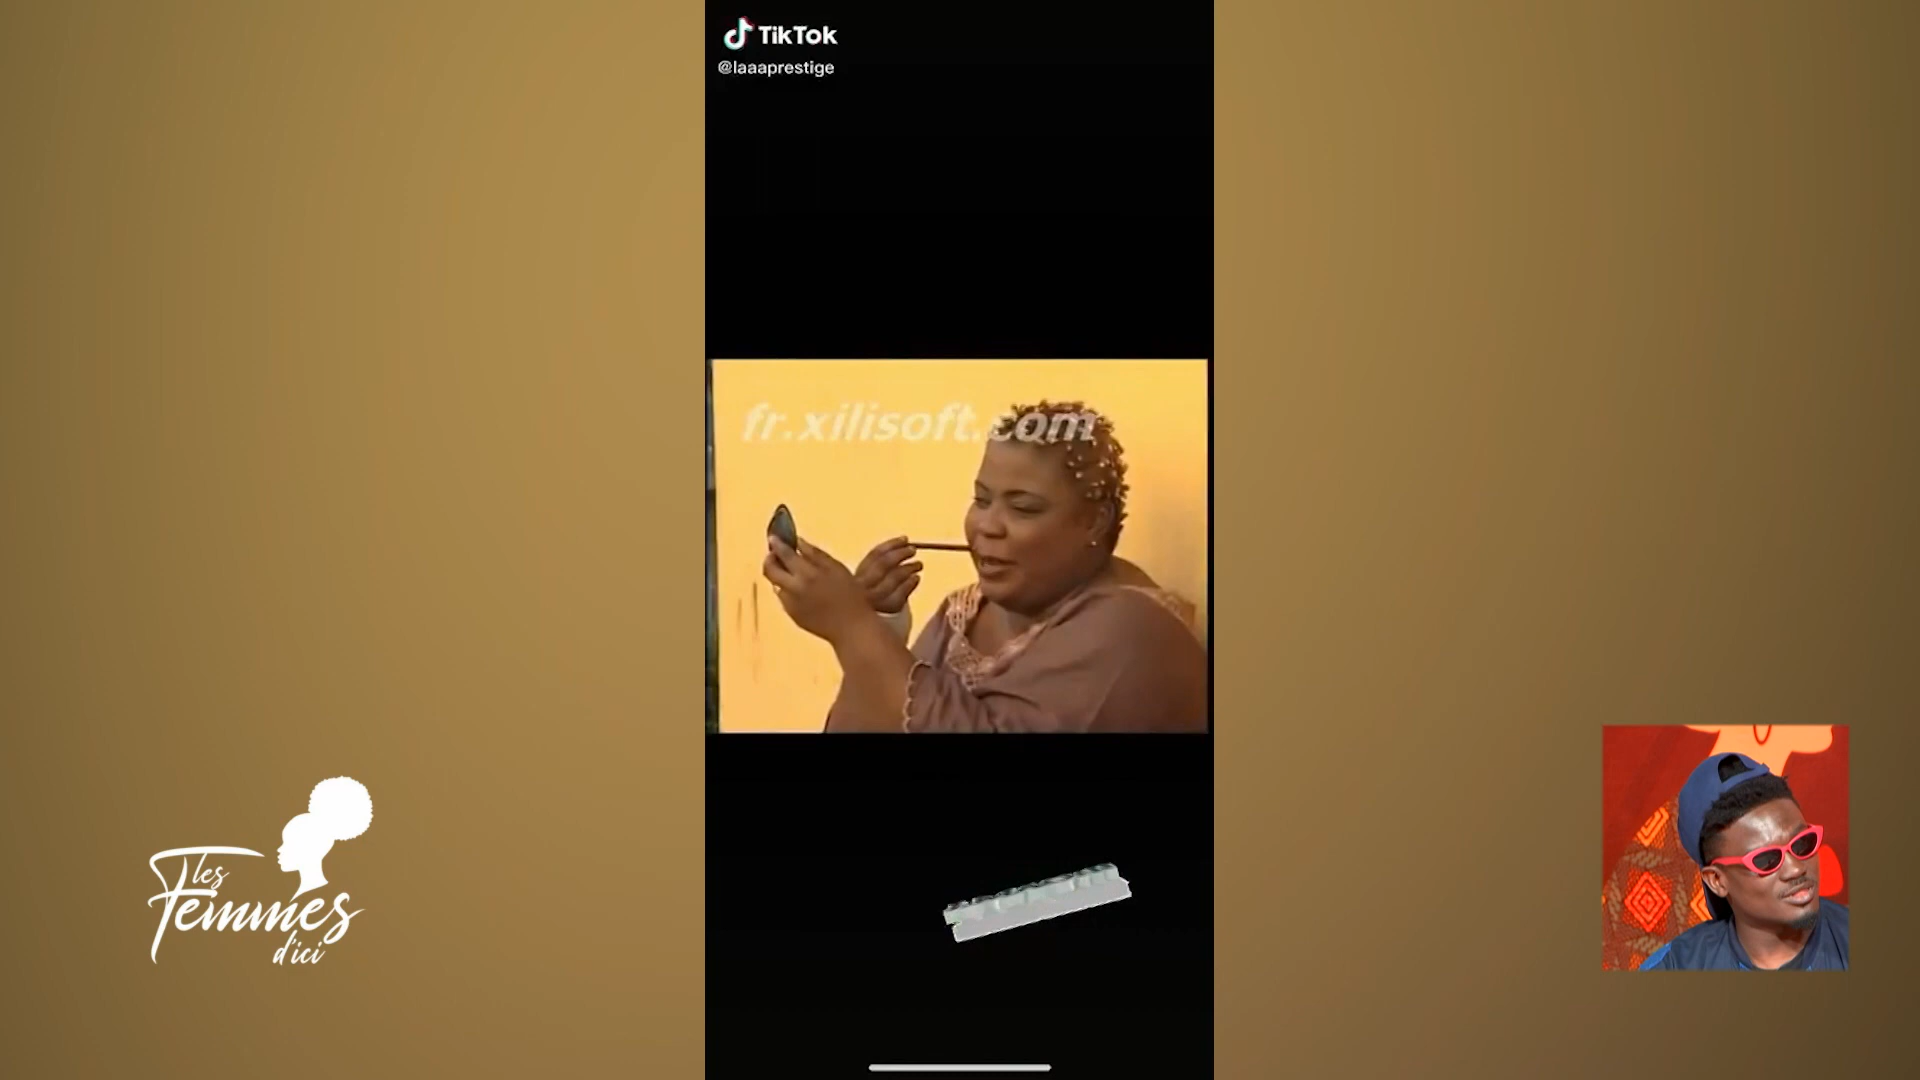 TikTok
@laaaprestige
fr.xilisoft.com
les
Femmes
d'ici